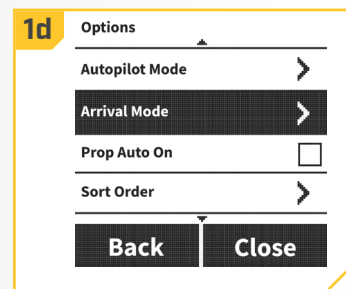 1d
Options
Autopilot Mode
Arrival Mode
Prop Auto On
Sort Order
Back Close